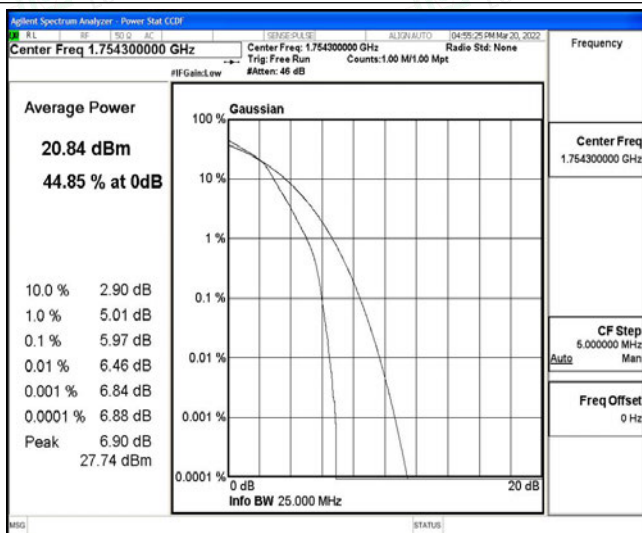 Agilent Spectrum Analyzer - Power Stat CCDF
RL RF 50 Ω AC SENSE:PULSE ALIGN AUTO 04:55:25 PM Mar 20, 2022
Center Freq 1.754300000 GHz
Center Freq: 1.754300000 GHz Radio Std: None
Trig: Free Run Counts:1.00 M/1.00 Mpt
#IFGain:Low #Atten: 46 dB
Average Power
20.84 dBm
44.85 % at 0dB
10.0 % 2.90 dB
1.0 % 5.01 dB
0.1 % 5.97 dB
0.01 % 6.46 dB
0.001 % 6.84 dB
0.0001 % 6.88 dB
Peak 6.90 dB
27.74 dBm
Gaussian
100 %
10 %
1 %
0.1 %
0.01 %
0.001 %
0.0001 %
0 dB 20 dB
Info BW 25.000 MHz
Frequency
Center Freq
1.754300000 GHz
CF Step
5.000000 MHz
Auto Man
Freq Offset
0 Hz
MSG STATUS